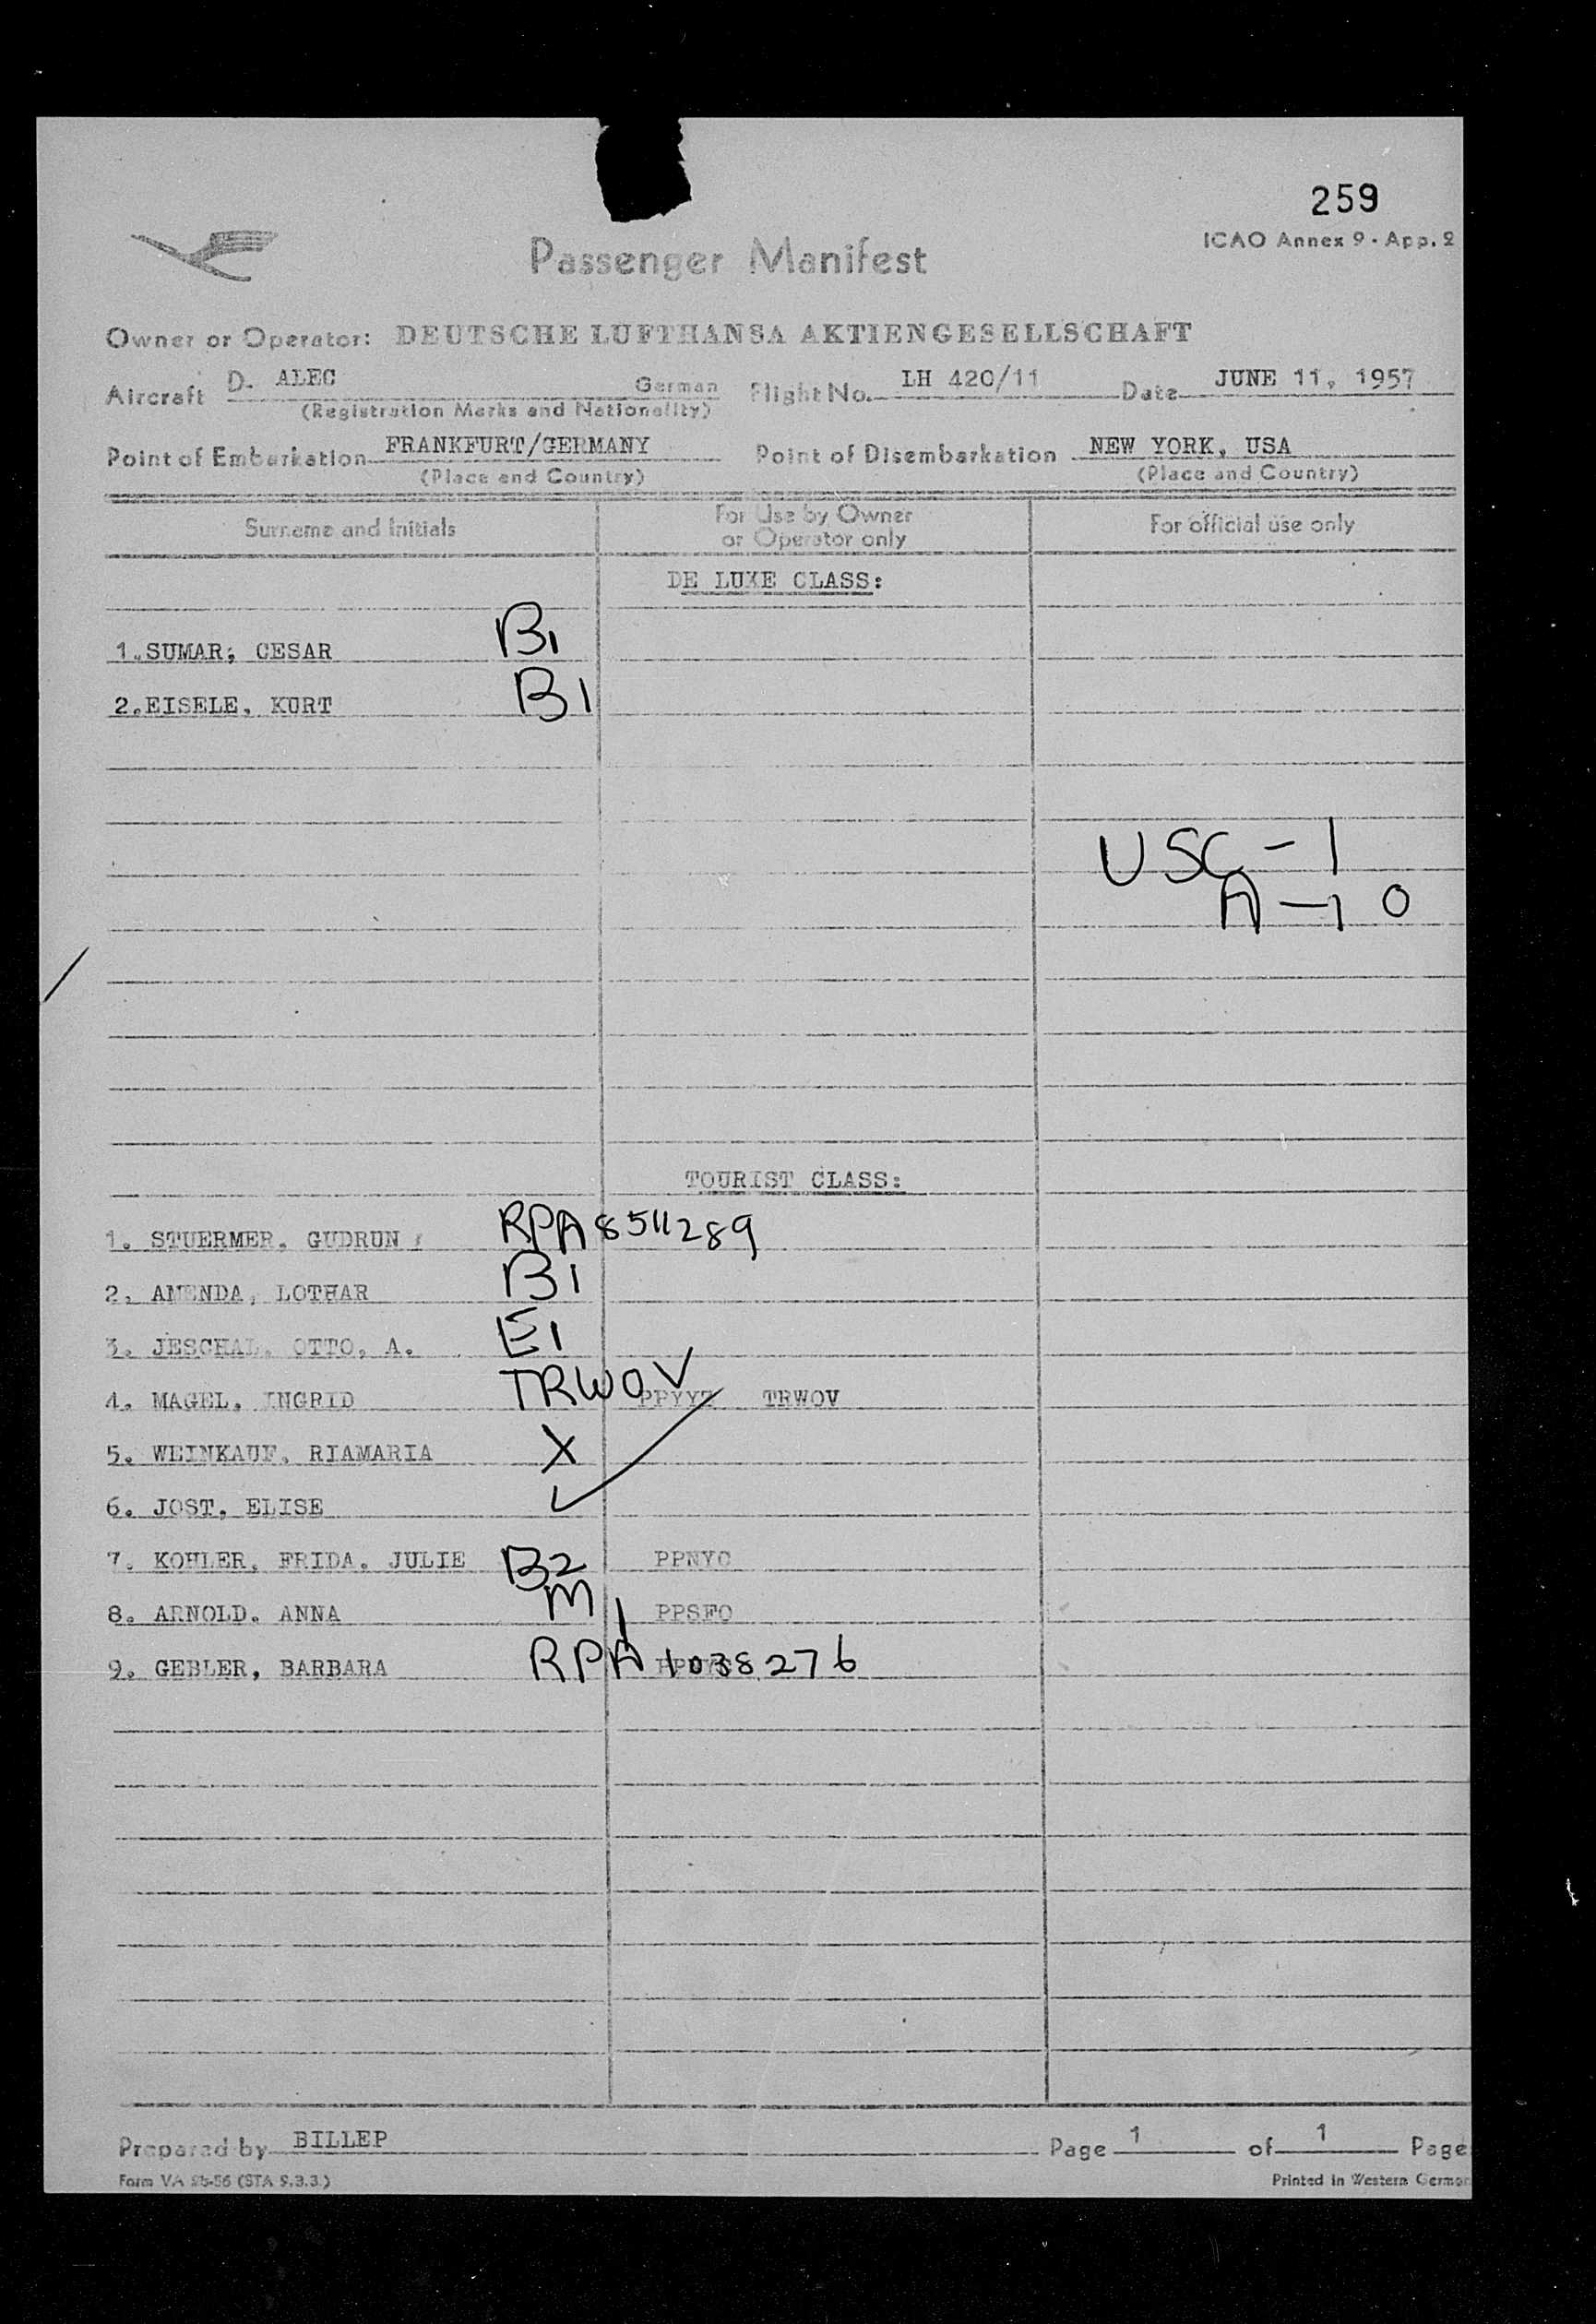 259
ICAO Annex 9 - App. 2
Passenger Manifest
Owner or Operator: DEUTSCHE LUFTHANSA AKTIENGESELLSCHAFT
Aircraft D. ALEC German Flight No. LH 420/11 Date JUNE 11, 1957
(Registration Marks and Nationality)
Point of Embarkation FRANKFURT/GERMANY Point of Disembarkation NEW YORK, USA
(Place and Country) (Place and Country)
Surname and Initials For Use by Owner or Operator only For official use only
DE LUXE CLASS:
1. SUMAR, CESAR B1
2. EISELE, KURT B1
USC - 1
A - 10
TOURIST CLASS:
1. STUERMER, GUDRUN RPA 8511289
2. AMENDA, LOTHAR B1
3. OTTO, A. E1
4. MAGEL, INGRID TRWOV TRWOV
5. WEINKAUF, RIAMARIA X
6. JOST, ELISE
7. KOHLER, FRIDA, JULIE B2 PPNYC
8. ARNOLD, ANNA M1 PPSFO
9. GEBLER, BARBARA RPA 1038276
Prepared by BILLEP Page 1 of 1 Page
Form VA (STA 9.3.3.) Printed in Western